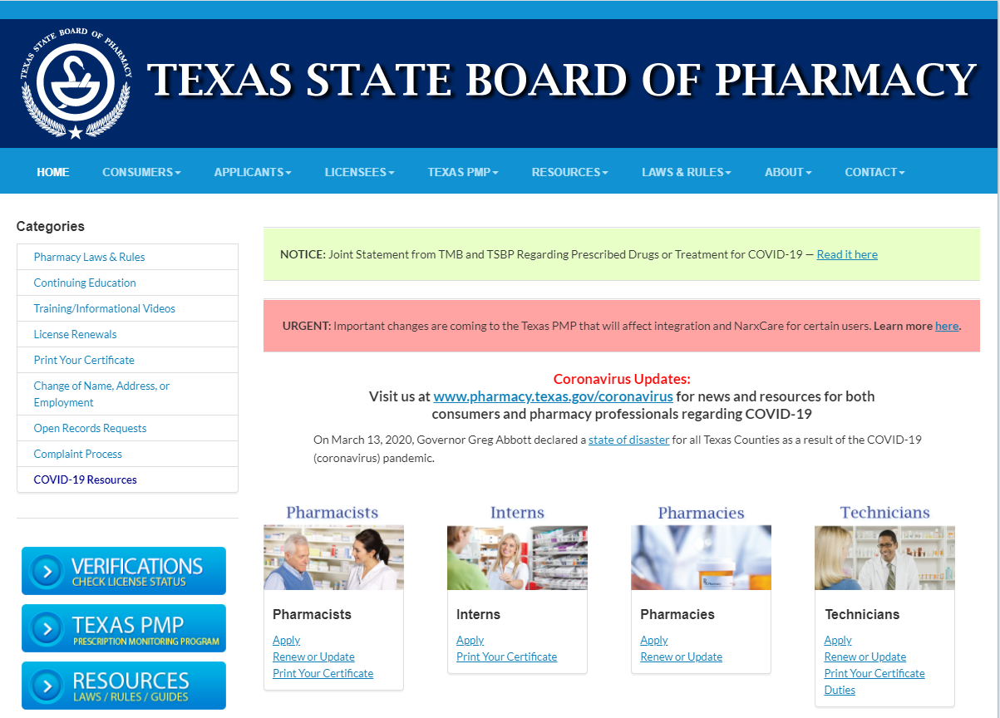 TEXAS STATE BOARD OF PHARMACY
TEXAS STATE BOARD OF PHARMACY
HOME CONSUMERS APPLICANTS LICENSEES TEXAS PMP RESOURCES LAWS & RULES ABOUT CONTACT
Categories
Pharmacy Laws & Rules
Continuing Education
Training/Informational Videos
License Renewals
Print Your Certificate
Change of Name, Address, or
Employment
Open Records Requests
Complaint Process
COVID-19 Resources
VERIFICATIONS
CHECK LICENSE STATUS
TEXAS PMP
PRESCRIPTION MONITORING PROGRAM
RESOURCES
LAWS / RULES / GUIDES
NOTICE: Joint Statement from TMB and TSBP Regarding Prescribed Drugs or Treatment for COVID-19 — Read it here
URGENT: Important changes are coming to the Texas PMP that will affect integration and NarxCare for certain users. Learn more here.
Coronavirus Updates:
Visit us at www.pharmacy.texas.gov/coronavirus for news and resources for both
consumers and pharmacy professionals regarding COVID-19
On March 13, 2020, Governor Greg Abbott declared a state of disaster for all Texas Counties as a result of the COVID-19
(coronavirus) pandemic.
Pharmacists
Pharmacists
Apply
Renew or Update
Print Your Certificate
Interns
Interns
Apply
Print Your Certificate
Pharmacies
Pharmacies
Apply
Renew or Update
Technicians
Technicians
Apply
Renew or Update
Print Your Certificate
Duties